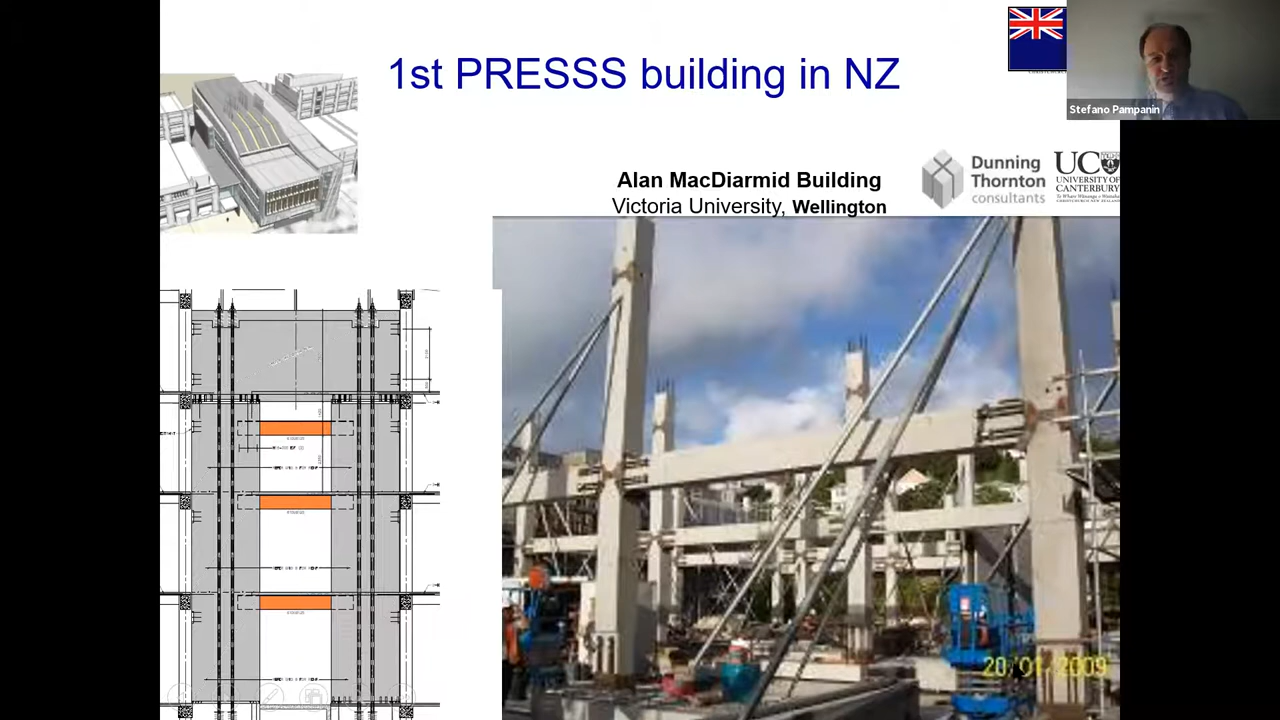 1st PRESSS building in NZ
Stefano Pampanin
Alan MacDiarmid Building
Victoria University, Wellington
Dunning
Thornton
consultants
UC
UNIVERSITY OF
CANTERBURY
20/01/2009